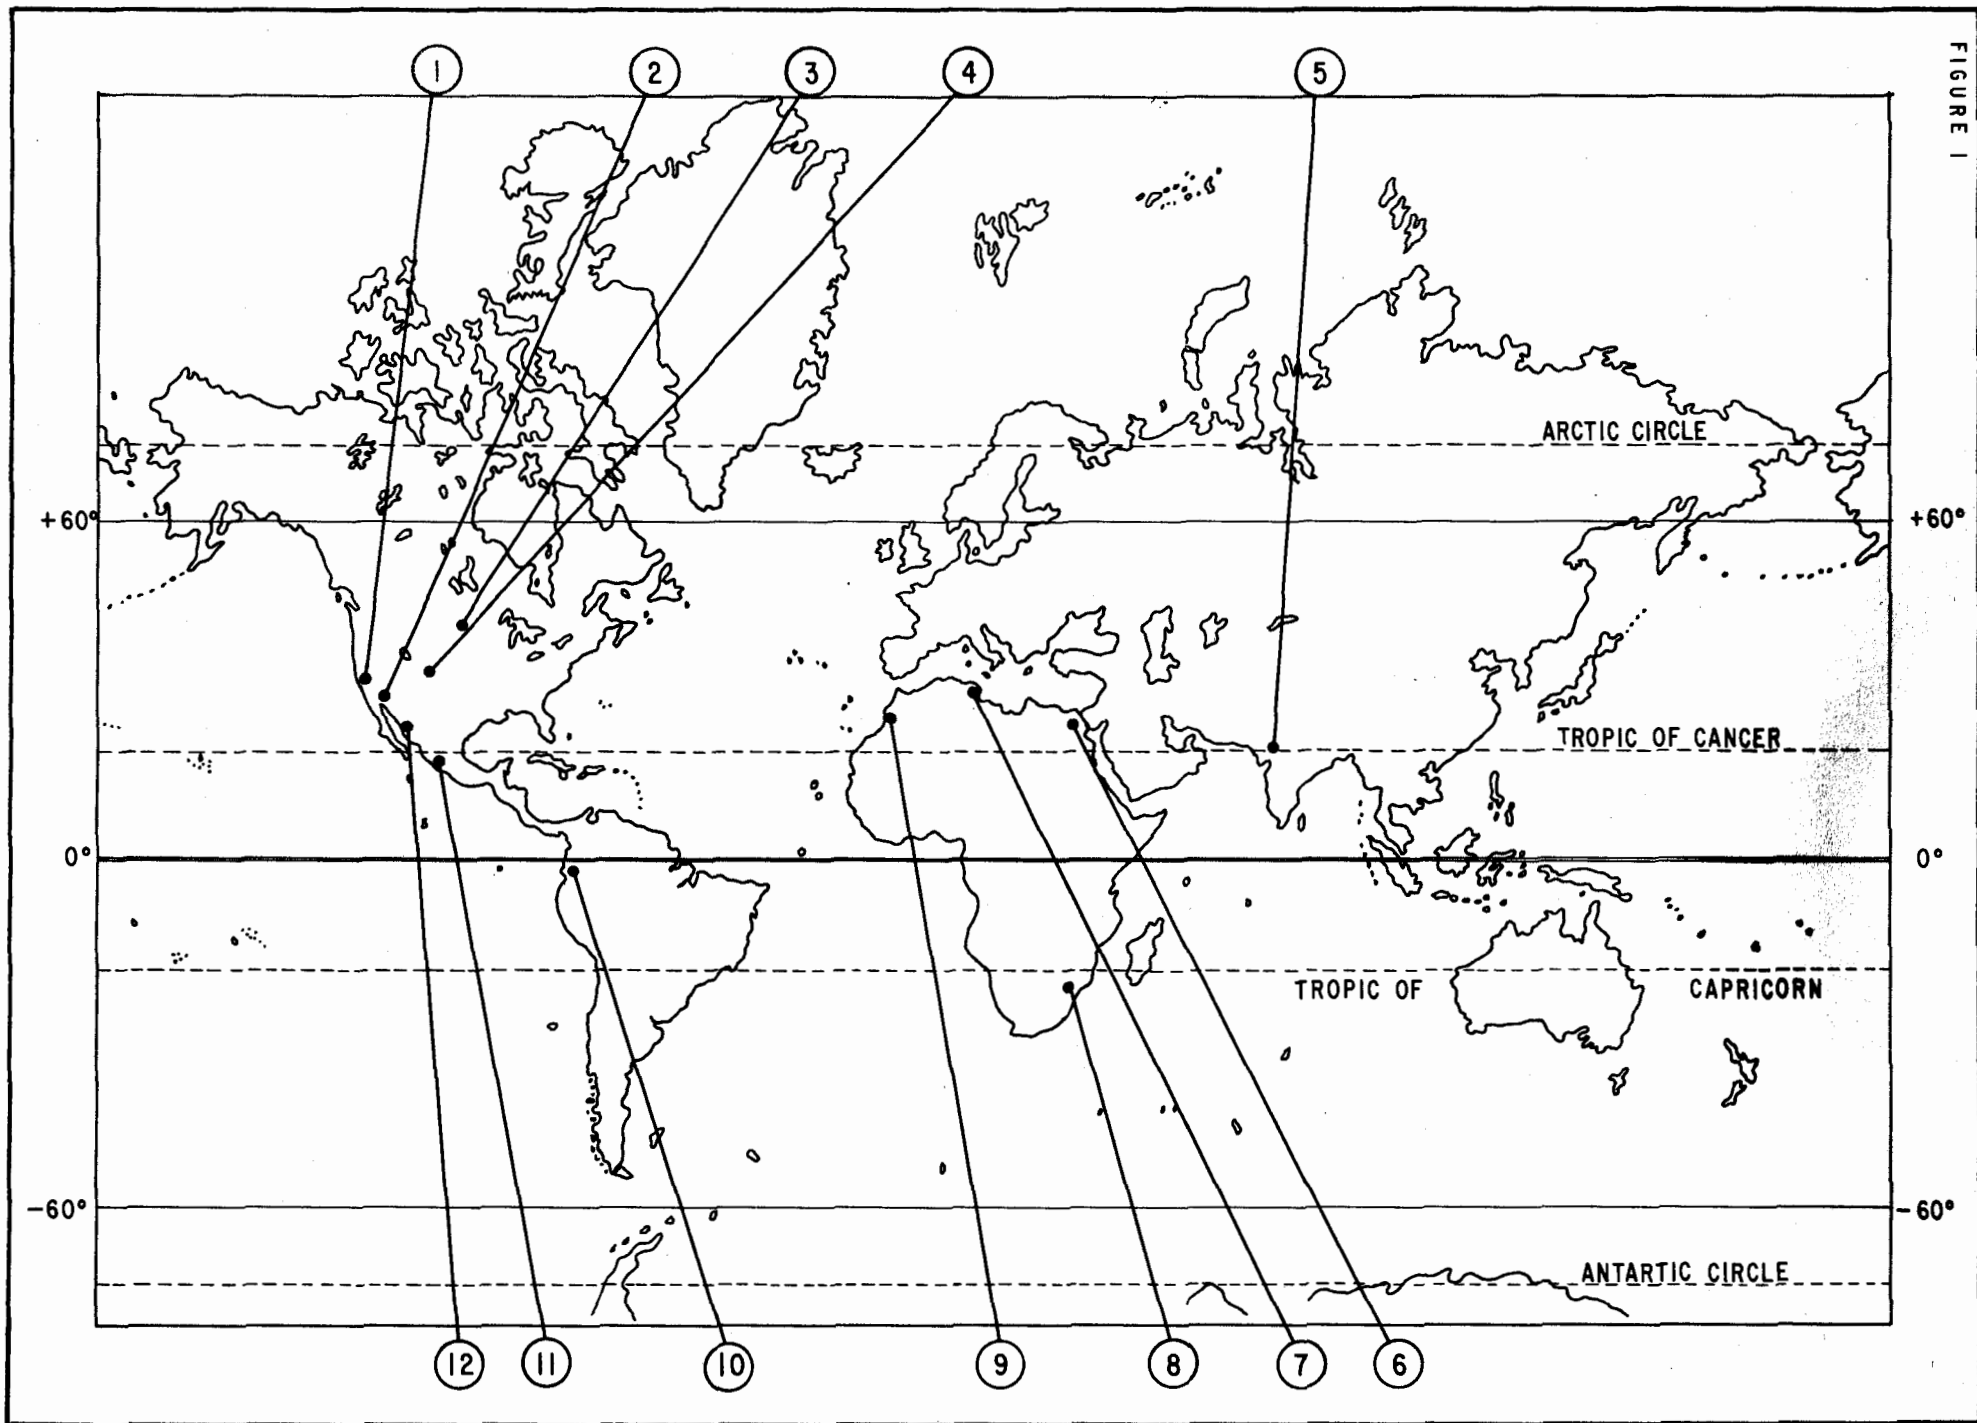 FIGURE I
1 2 3 4 5
ARCTIC CIRCLE
+60° +60°
TROPIC OF CANCER
0° 0°
TROPIC OF CAPRICORN
-60° -60°
ANTARTIC CIRCLE
12 11 10 9 8 7 6